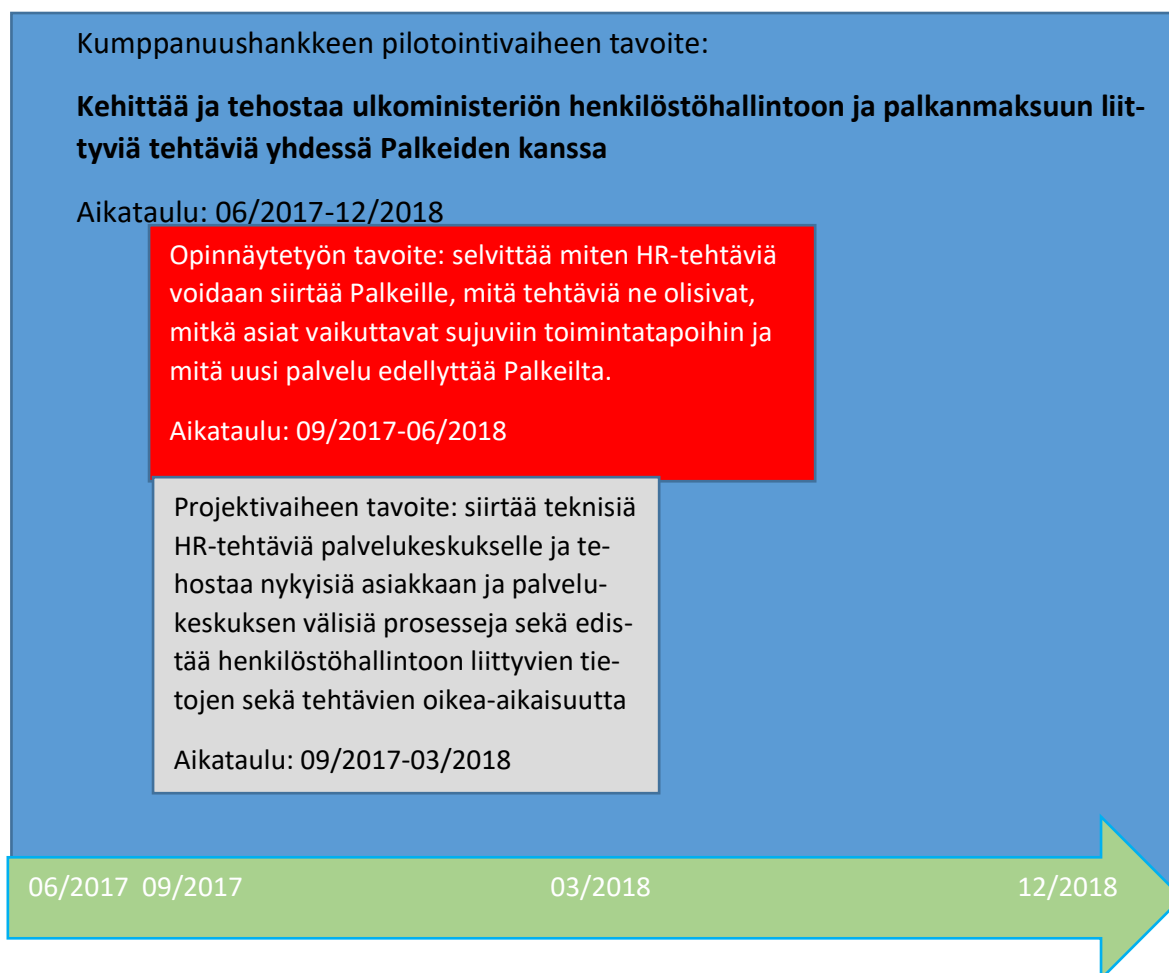 Kumppanuushankkeen pilotointivaiheen tavoite:
Kehittää ja tehostaa ulkoministeriön henkilöstöhallintoon ja palkanmaksuun liit-
tyviä tehtäviä yhdessä Palkeiden kanssa
Aikataulu: 06/2017-12/2018
Opinnäytetyön tavoite: selvittää miten HR-tehtäviä
voidaan siirtää Palkeille, mitä tehtäviä ne olisivat,
mitkä asiat vaikuttavat sujuviin toimintatapoihin ja
mitä uusi palvelu edellyttää Palkeilta.
Aikataulu: 09/2017-06/2018
Projektivaiheen tavoite: siirtää teknisiä
HR-tehtäviä palvelukeskukselle ja te-
hostaa nykyisiä asiakkaan ja palvelu-
keskuksen välisiä prosesseja sekä edis-
tää henkilöstöhallintoon liittyvien tie-
tojen sekä tehtävien oikea-aikaisuutta
Aikataulu: 09/2017-03/2018
06/2017 09/2017 03/2018 12/2018